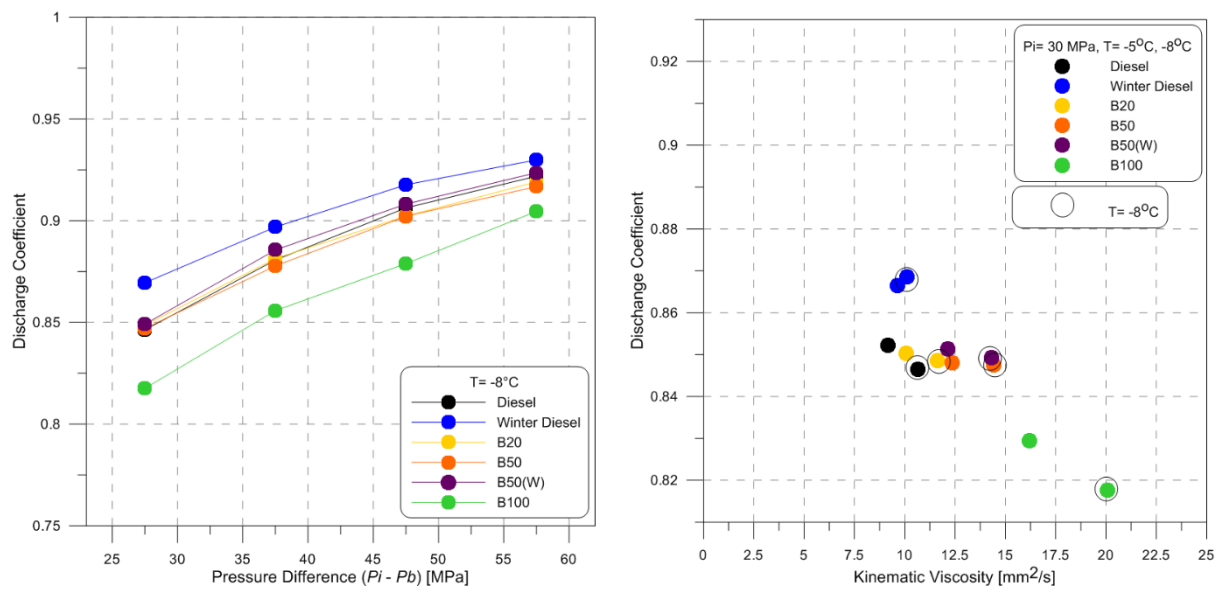 1
0.95
0.9
0.85
0.8
0.75
Discharge Coefficient
25 30 35 40 45 50 55 60
Pressure Difference (Pi - Pb) [MPa]
T= -8°C
Diesel
Winter Diesel
B20
B50
B50(W)
B100
0.92
0.9
0.88
0.86
0.84
0.82
Dischange Coefficient
0 2.5 5 7.5 10 12.5 15 17.5 20 22.5 25
Kinematic Viscosity [mm2/s]
Pi= 30 MPa, T= -5°C, -8°C
Diesel
Winter Diesel
B20
B50
B50(W)
B100
T= -8°C